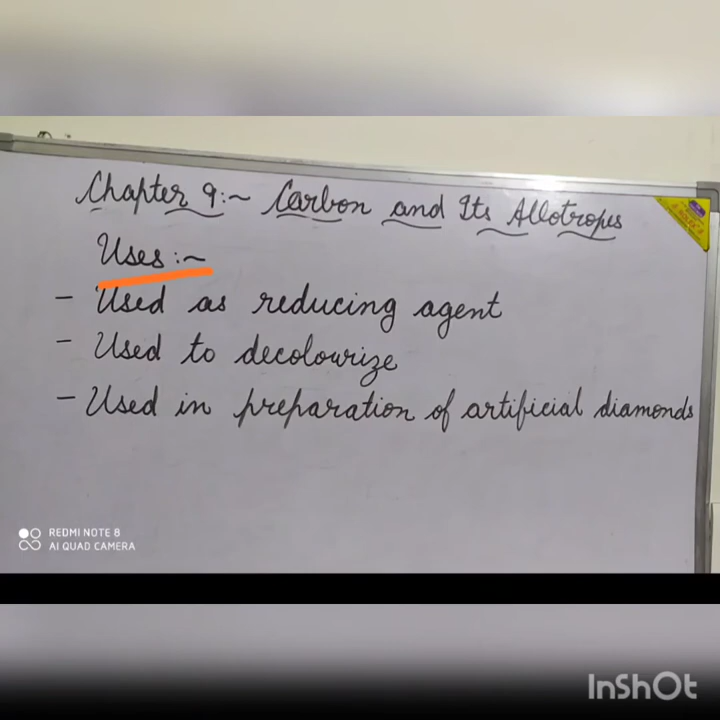 Chapter 9:~ Carbon and Its Allotropes
Uses :~
- Used as reducing agent
- Used to decolourize
- Used in preparation of artificial diamonds
REDMI NOTE 8
AI QUAD CAMERA
InShOt